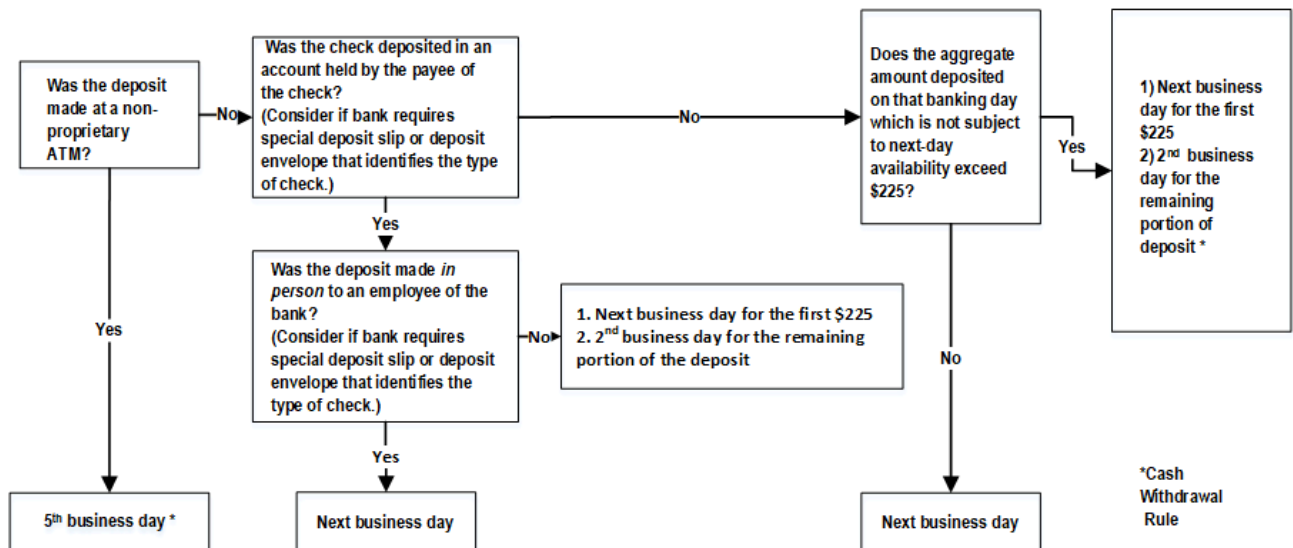 Was the deposit
made at a non-
proprietary
ATM?
No
Was the check deposited in an
account held by the payee of
the check?
(Consider if bank requires
special deposit slip or deposit
envelope that identifies the type
of check.)
No
Does the aggregate
amount deposited
on that banking day
which is not subject
to next-day
availability exceed
$225?
Yes
1) Next business
day for the first
$225
2) 2nd business
day for the
remaining
portion of
deposit *
Yes
Was the deposit made in
person to an employee of the
bank?
(Consider if bank requires
special deposit slip or deposit
envelope that identifies the
type of check.)
No
1. Next business day for the first $225
2. 2nd business day for the remaining
portion of the deposit
Yes
No
Yes
5th business day *
Next business day
Next business day
*Cash
Withdrawal
Rule